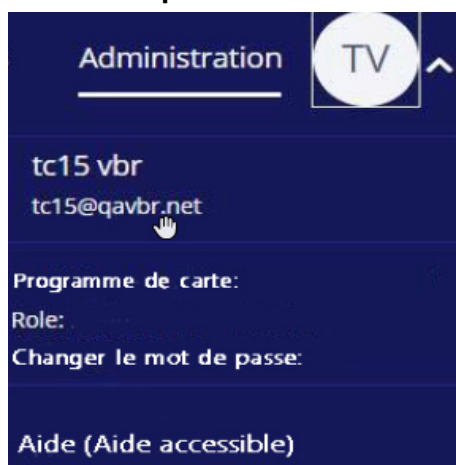 Administration
TV
tc15 vbr
tc15@qavbr.net
Programme de carte:
Role:
Changer le mot de passe:
Aide (Aide accessible)